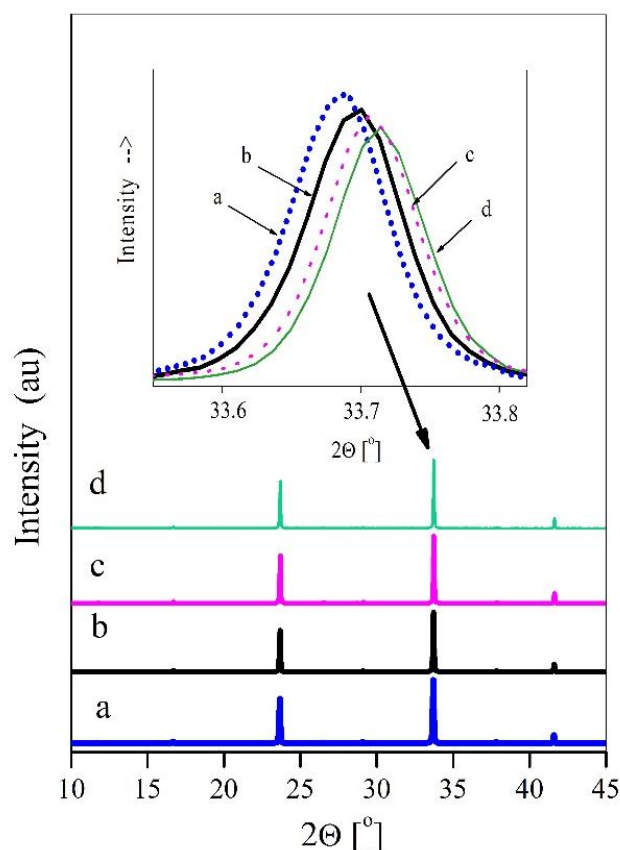 b
a
c
d
Intensity -->
33.6 33.7 33.8
2Θ [°]
Intensity (au)
d
c
b
a
10 15 20 25 30 35 40 45
2Θ [°]